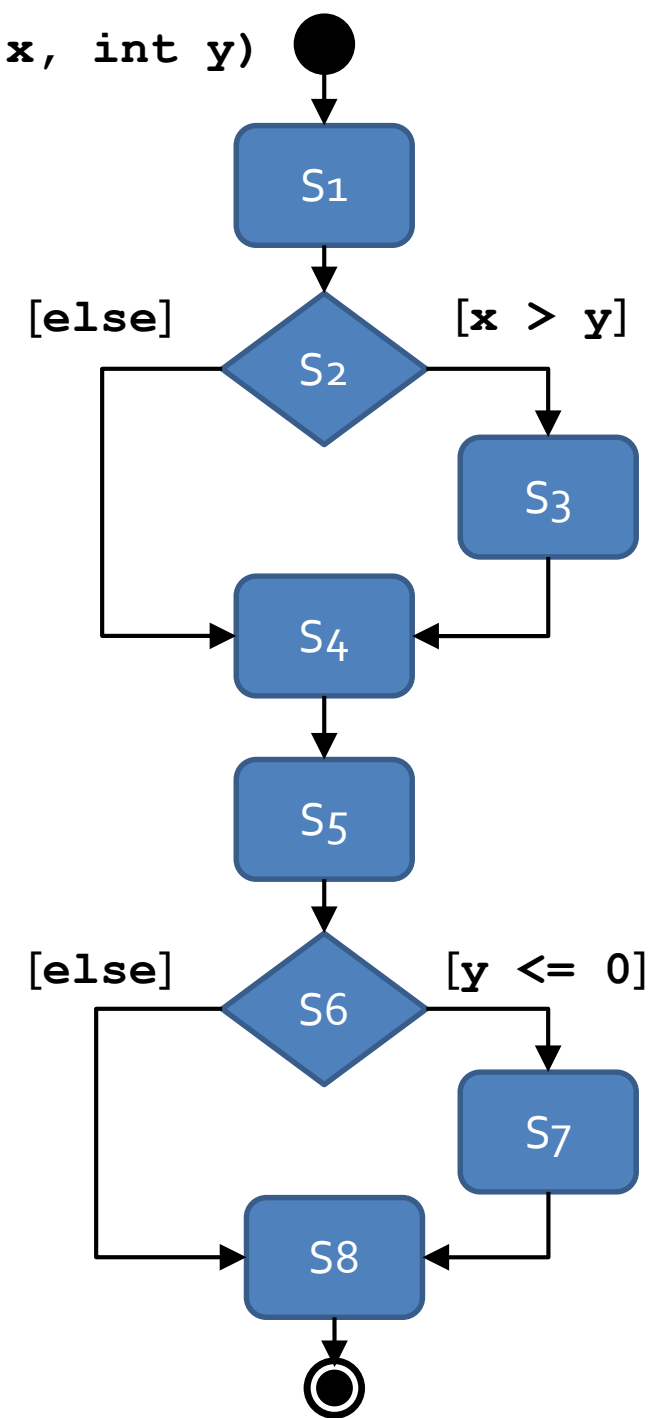 x, int y)
S1
[else] [x > y]
S2
S3
S4
S5
[else] [y <= 0]
S6
S7
S8